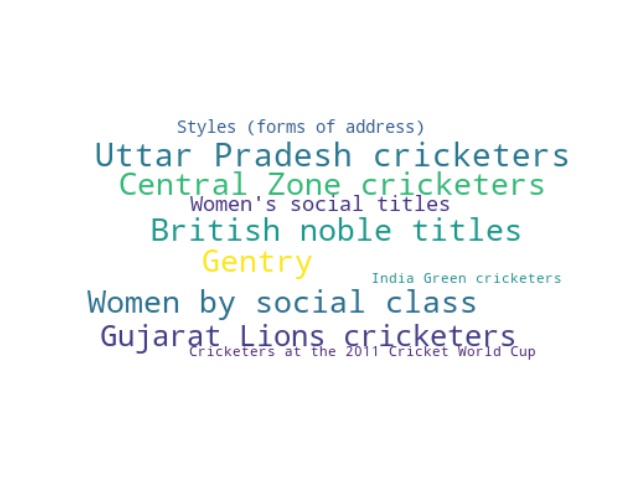 Styles (forms of address)
Uttar Pradesh cricketers
Central Zone cricketers
Women's social titles
British noble titles
Gentry
India Green cricketers
Women by social class
Gujarat Lions cricketers
Cricketers at the 2011 Cricket World Cup